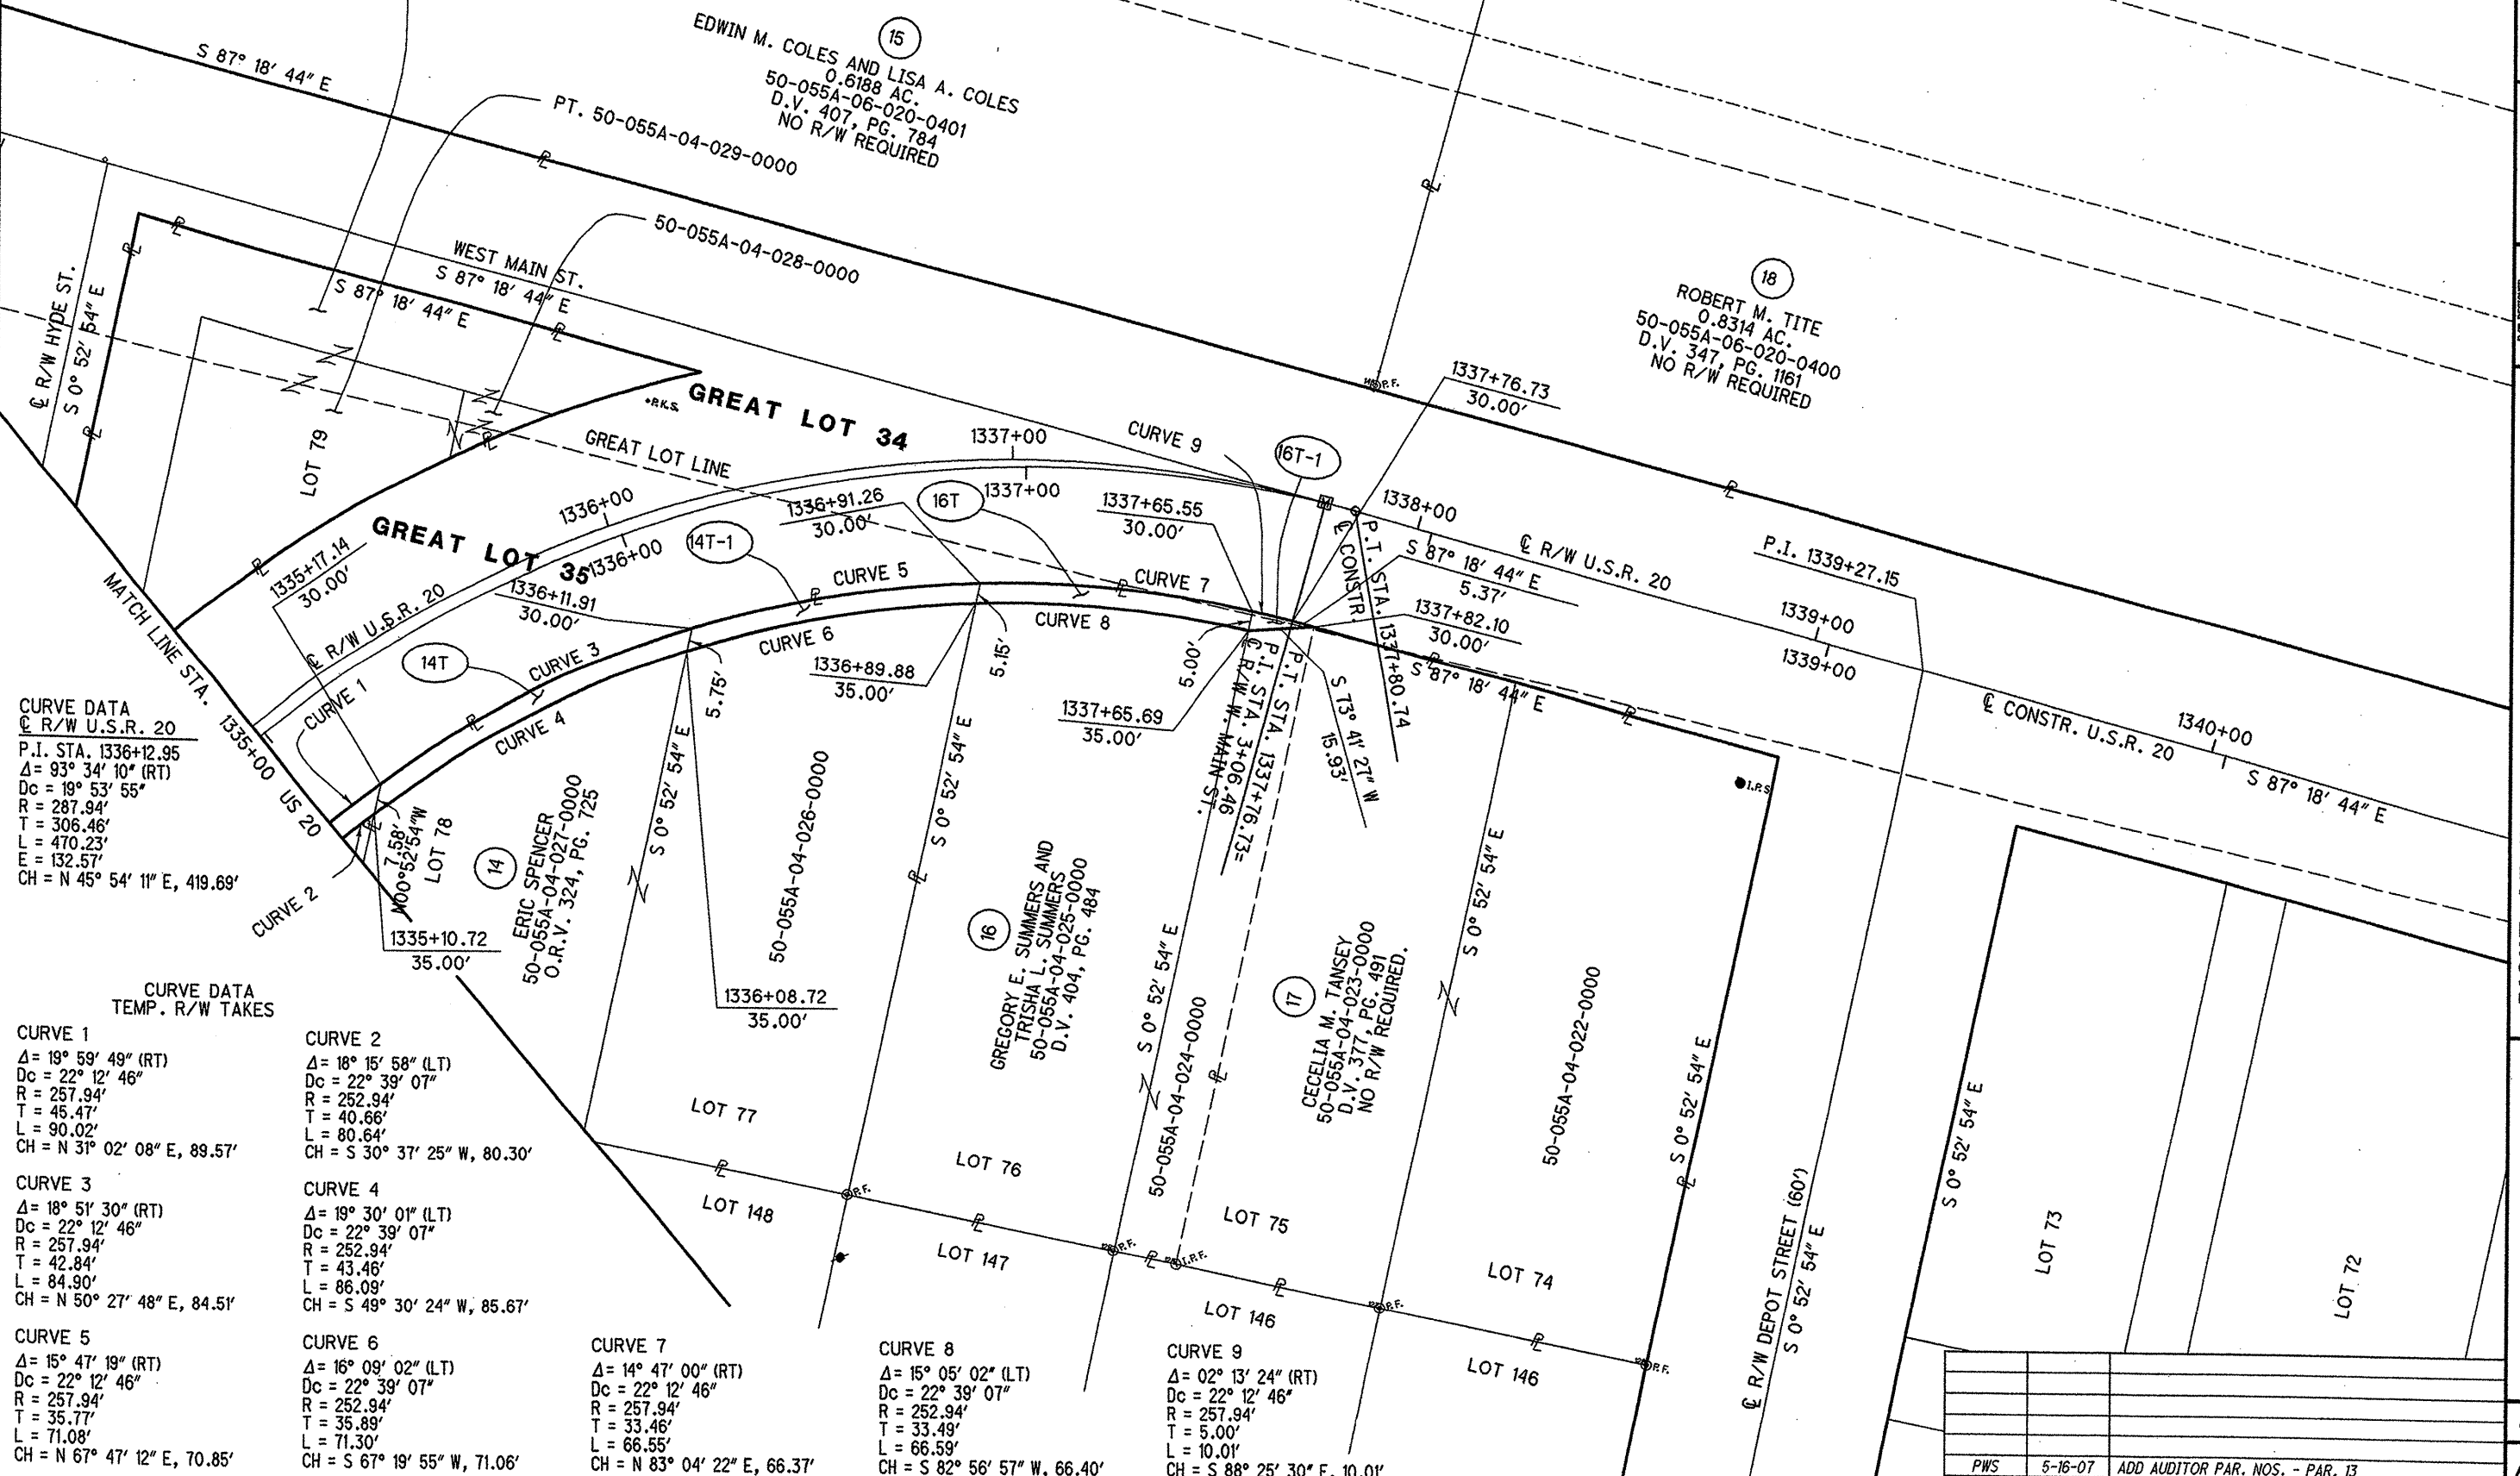 S 87° 18' 44" E
15
EDWIN M. COLES AND LISA A. COLES
0.6188 AC.
50-055A-06-020-0401
D.V. 407, PG. 784
NO R/W REQUIRED
PT. 50-055A-04-029-0000
50-055A-04-028-0000
WEST MAIN ST.
S 87° 18' 44" E
S 87° 18' 44" E
℄ R/W HYDE ST.
S 0° 52' 54" E
18
ROBERT M. TITE
0.8314 AC.
50-055A-06-020-0400
D.V. 347, PG. 1161
NO R/W REQUIRED
P.F.
1337+76.73
30.00'
P.K.S.
GREAT LOT 34
GREAT LOT LINE
LOT 79
1337+00
1337+00
CURVE 9
16T-1
1336+00
1336+00
1336+91.26
30.00'
16T
1337+65.55
30.00'
1338+00
℄ CONSTR.
P.T. STA. 1337+80.74
S 87° 18' 44" E
5.37'
℄ R/W U.S.R. 20
P.I. 1339+27.15
GREAT LOT 35
14T-1
1335+17.14
30.00'
1336+11.91
30.00'
CURVE 5
CURVE 7
1337+82.10
30.00'
1339+00
1339+00
MATCH LINE STA. 1335+00 US 20
℄ R/W U.S.R. 20
CURVE 1
14T
CURVE 3
CURVE 4
CURVE 6
CURVE 8
5.75'
1336+89.88
35.00'
5.15'
5.00'
1337+65.69
35.00'
P.T. STA. 1337+76.73=
P.I. STA. 3+06.46
℄ R/W W. MAIN ST.
S 73° 41' 27" W
15.93'
S 87° 18' 44" E
℄ CONSTR. U.S.R. 20
1340+00
S 87° 18' 44" E
I.P.S
CURVE DATA
℄ R/W U.S.R. 20
P.I. STA. 1336+12.95
Δ= 93° 34' 10" (RT)
Dc = 19° 53' 55"
R = 287.94'
T = 306.46'
L = 470.23'
E = 132.57'
CH = N 45° 54' 11" E, 419.69'
CURVE 2
7.58'
N00°52'54"W
LOT 78
1335+10.72
35.00'
14
ERIC SPENCER
50-055A-04-027-0000
O.R.V. 324, PG. 725
S 0° 52' 54" E
1336+08.72
35.00'
50-055A-04-026-0000
S 0° 52' 54" E
16
GREGORY E. SUMMERS AND
TRISHA L. SUMMERS
50-055A-04-025-0000
D.V. 404, PG. 484
S 0° 52' 54" E
50-055A-04-024-0000
17
CECELIA M. TANSEY
50-055A-04-023-0000
D.V. 377, PG. 491
NO R/W REQUIRED.
S 0° 52' 54" E
50-055A-04-022-0000
S 0° 52' 54" E
℄ R/W DEPOT STREET (60')
S 0° 52' 54" E
S 0° 52' 54" E
LOT 73
LOT 72
LOT 77
LOT 76
LOT 75
LOT 74
LOT 148
LOT 147
LOT 146
LOT 146
P.F.
P.F.
I.P.F.
P.F.
P.F.
CURVE DATA
TEMP. R/W TAKES
CURVE 1
Δ= 19° 59' 49" (RT)
Dc = 22° 12' 46"
R = 257.94'
T = 45.47'
L = 90.02'
CH = N 31° 02' 08" E, 89.57'
CURVE 2
Δ= 18° 15' 58" (LT)
Dc = 22° 39' 07"
R = 252.94'
T = 40.66'
L = 80.64'
CH = S 30° 37' 25" W, 80.30'
CURVE 3
Δ= 18° 51' 30" (RT)
Dc = 22° 12' 46"
R = 257.94'
T = 42.84'
L = 84.90'
CH = N 50° 27' 48" E, 84.51'
CURVE 4
Δ= 19° 30' 01" (LT)
Dc = 22° 39' 07"
R = 252.94'
T = 43.46'
L = 86.09'
CH = S 49° 30' 24" W, 85.67'
CURVE 5
Δ= 15° 47' 19" (RT)
Dc = 22° 12' 46"
R = 257.94'
T = 35.77'
L = 71.08'
CH = N 67° 47' 12" E, 70.85'
CURVE 6
Δ= 16° 09' 02" (LT)
Dc = 22° 39' 07"
R = 252.94'
T = 35.89'
L = 71.30'
CH = S 67° 19' 55" W, 71.06'
CURVE 7
Δ= 14° 47' 00" (RT)
Dc = 22° 12' 46"
R = 257.94'
T = 33.46'
L = 66.55'
CH = N 83° 04' 22" E, 66.37'
CURVE 8
Δ= 15° 05' 02" (LT)
Dc = 22° 39' 07"
R = 252.94'
T = 33.49'
L = 66.59'
CH = S 82° 56' 57" W, 66.40'
CURVE 9
Δ= 02° 13' 24" (RT)
Dc = 22° 12' 46"
R = 257.94'
T = 5.00'
L = 10.01'
CH = S 88° 25' 30" E, 10.01'
PWS 5-16-07 ADD AUDITOR PAR. NOS. - PAR. 13